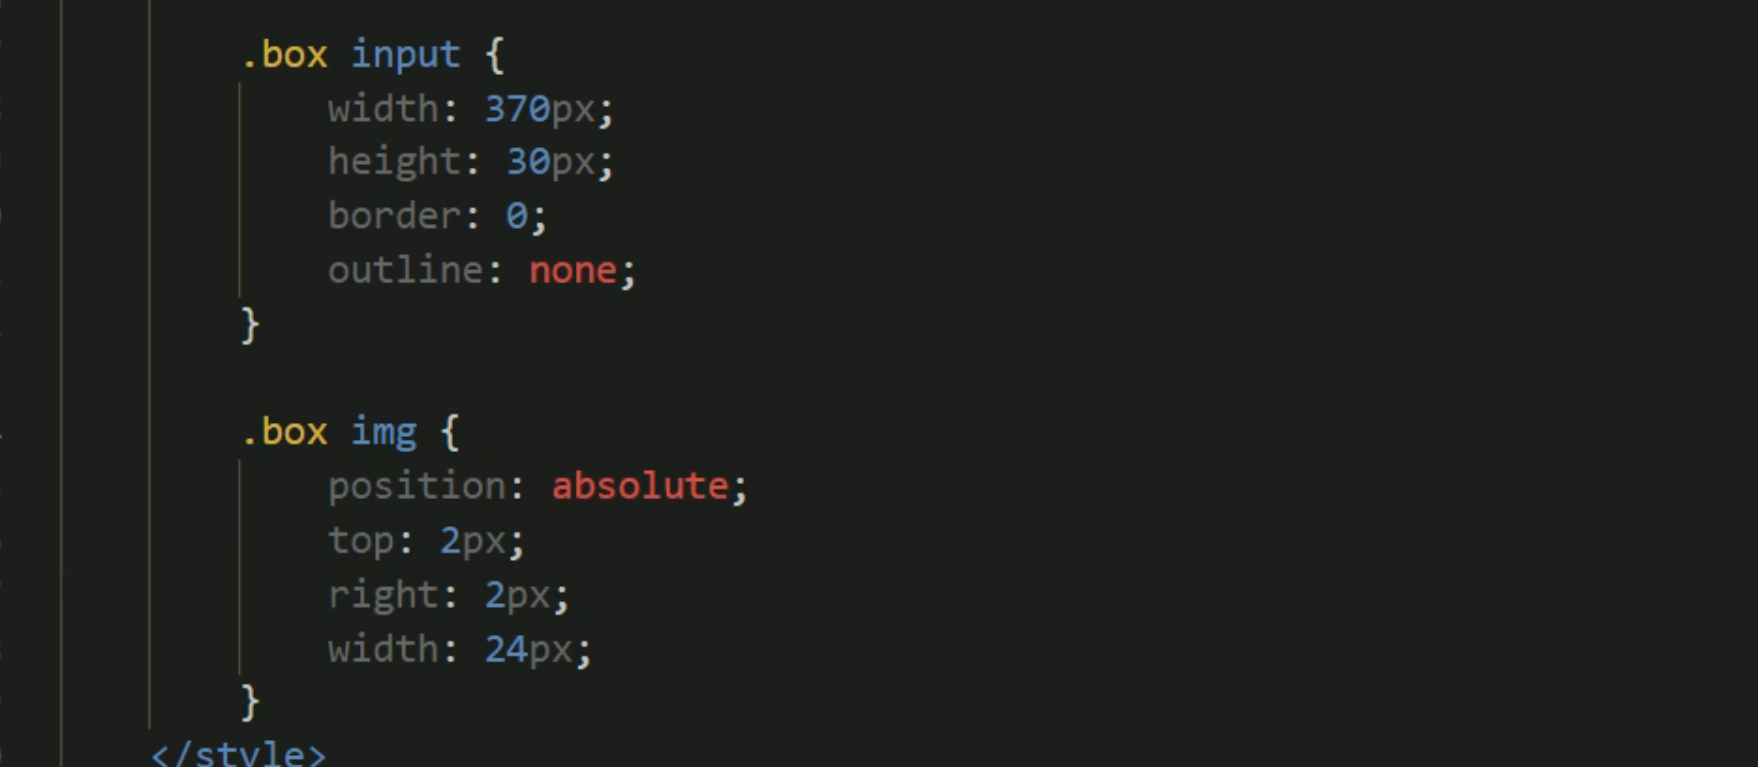 .box input {
width: 370px;
height: 30px;
border: 0;
outline: none;
}
.box img {
position: absolute;
top: 2px;
right: 2px;
width: 24px;
}
</style>